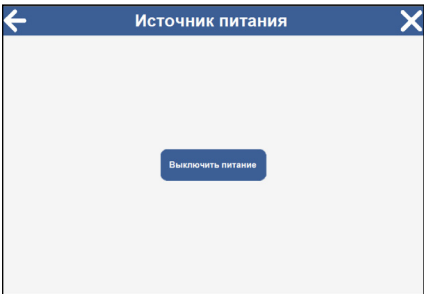 Источник питания
Выключить питание